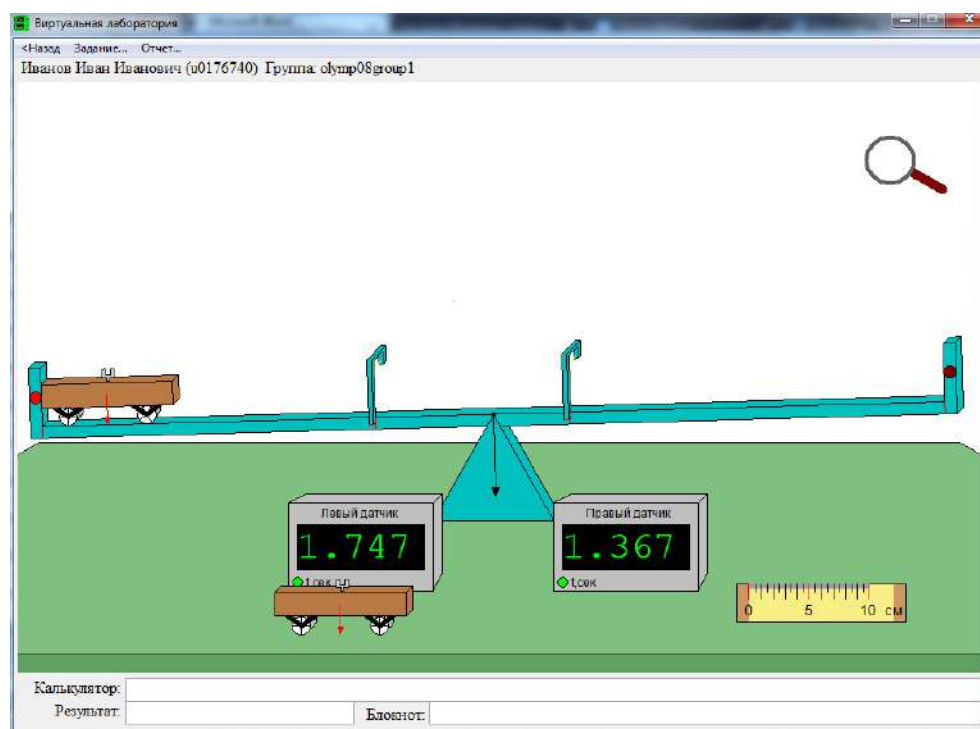 Виртуальная лаборатория
<Назад Задание... Отчет...
Иванов Иван Иванович (u0176740) Группа: olymp08group1
Левый датчик
1.747
t,сек
Правый датчик
1.367
t,сек
0 5 10 см
Калькулятор:
Результат:
Блокнот: